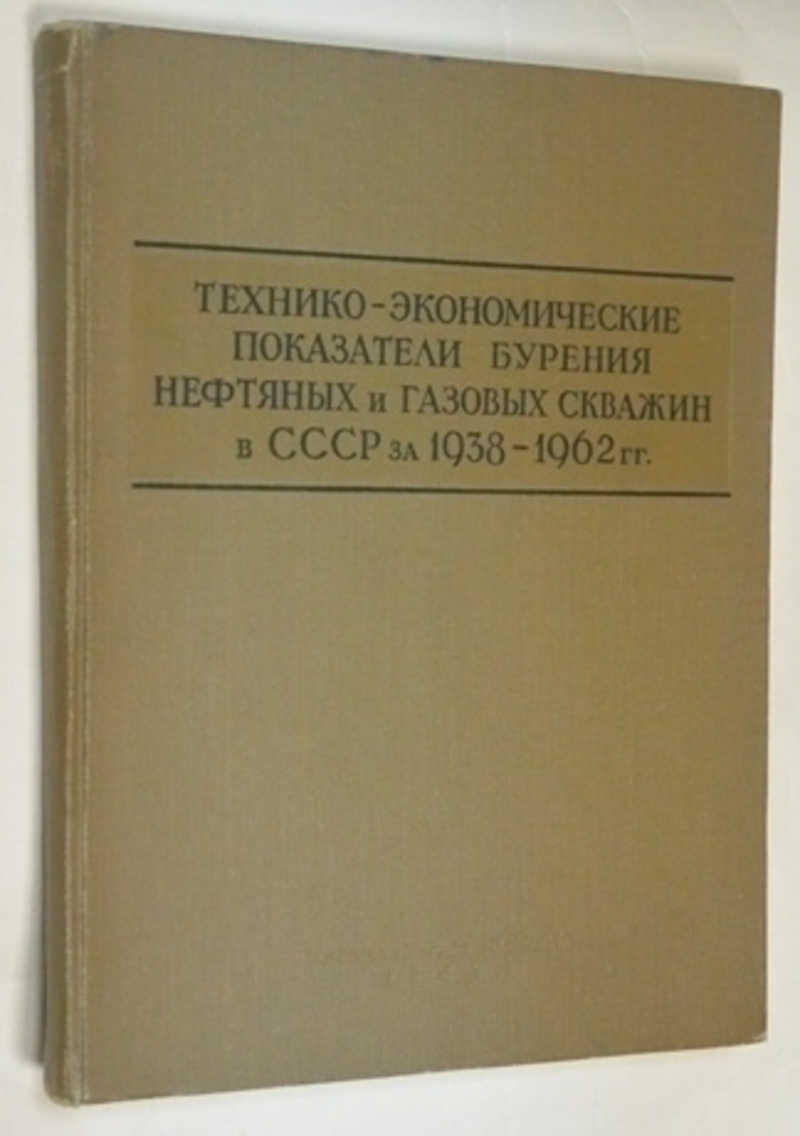 ТЕХНИКО-ЭКОНОМИЧЕСКИЕ
ПОКАЗАТЕЛИ БУРЕНИЯ
НЕФТЯНЫХ и ГАЗОВЫХ СКВАЖИН
в СССР ЗА 1938-1962 гг.